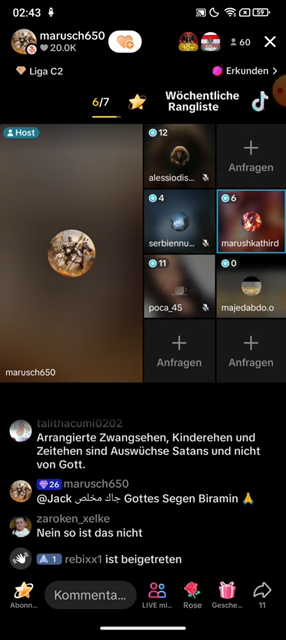 02:43
59
marusch650
20.0K
10
10
60
Liga C2
Erkunden >
6/7
Wöchentliche
Rangliste
Host
12
alessiodis...
Anfragen
4
serbiennu...
6
marushkathird
11
poca_45
0
majedabdo.o
Anfragen
Anfragen
marusch650
talithacumi0202
Arrangierte Zwangsehen, Kinderehen und
Zeitehen sind Auswüchse Satans und nicht
von Gott.
26 marusch650
@Jack جاك مخلص Gottes Segen Biramin 🙏
zaroken_xelke
Nein so ist das nicht
1 rebixx1 ist beigetreten
Abonn...
Kommenta...
LIVE mi...
Rose
Gesche...
11